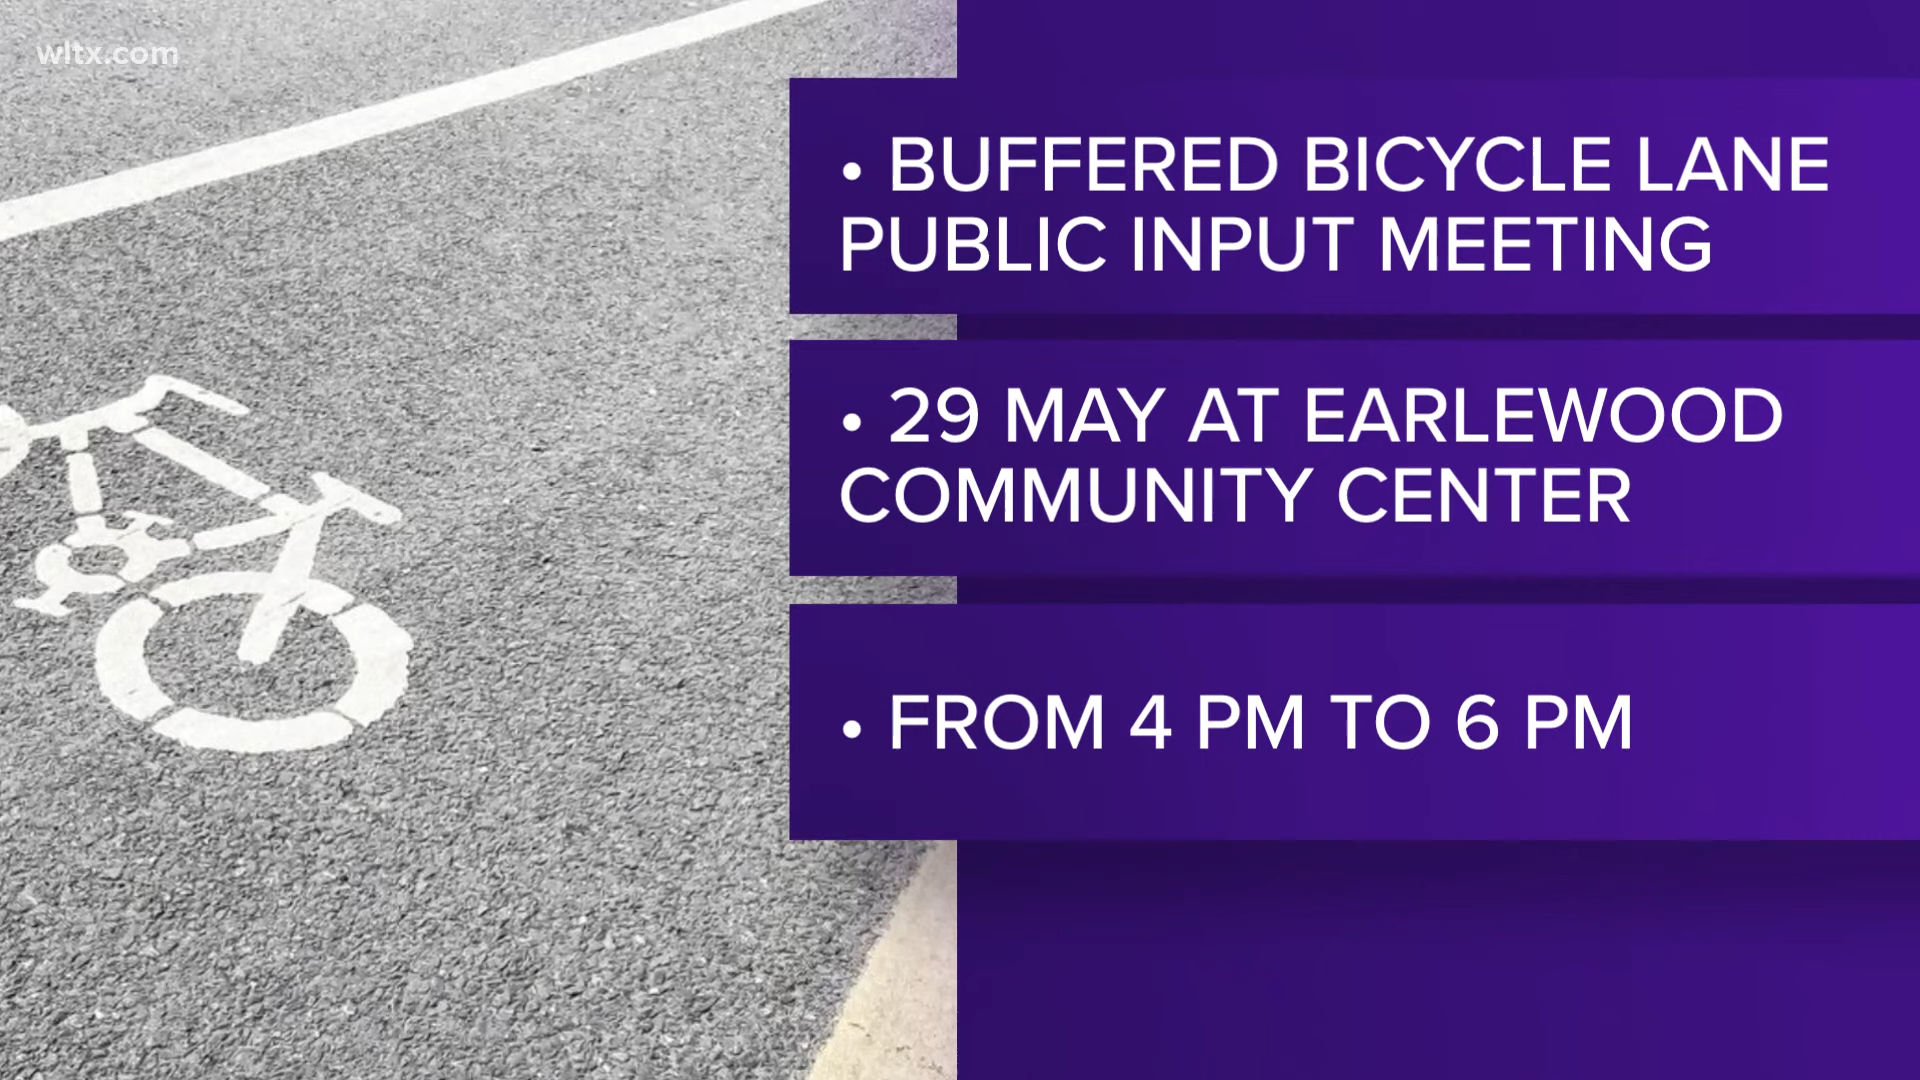 wltx.com
• BUFFERED BICYCLE LANE
PUBLIC INPUT MEETING
• 29 MAY AT EARLEWOOD
COMMUNITY CENTER
• FROM 4 PM TO 6 PM